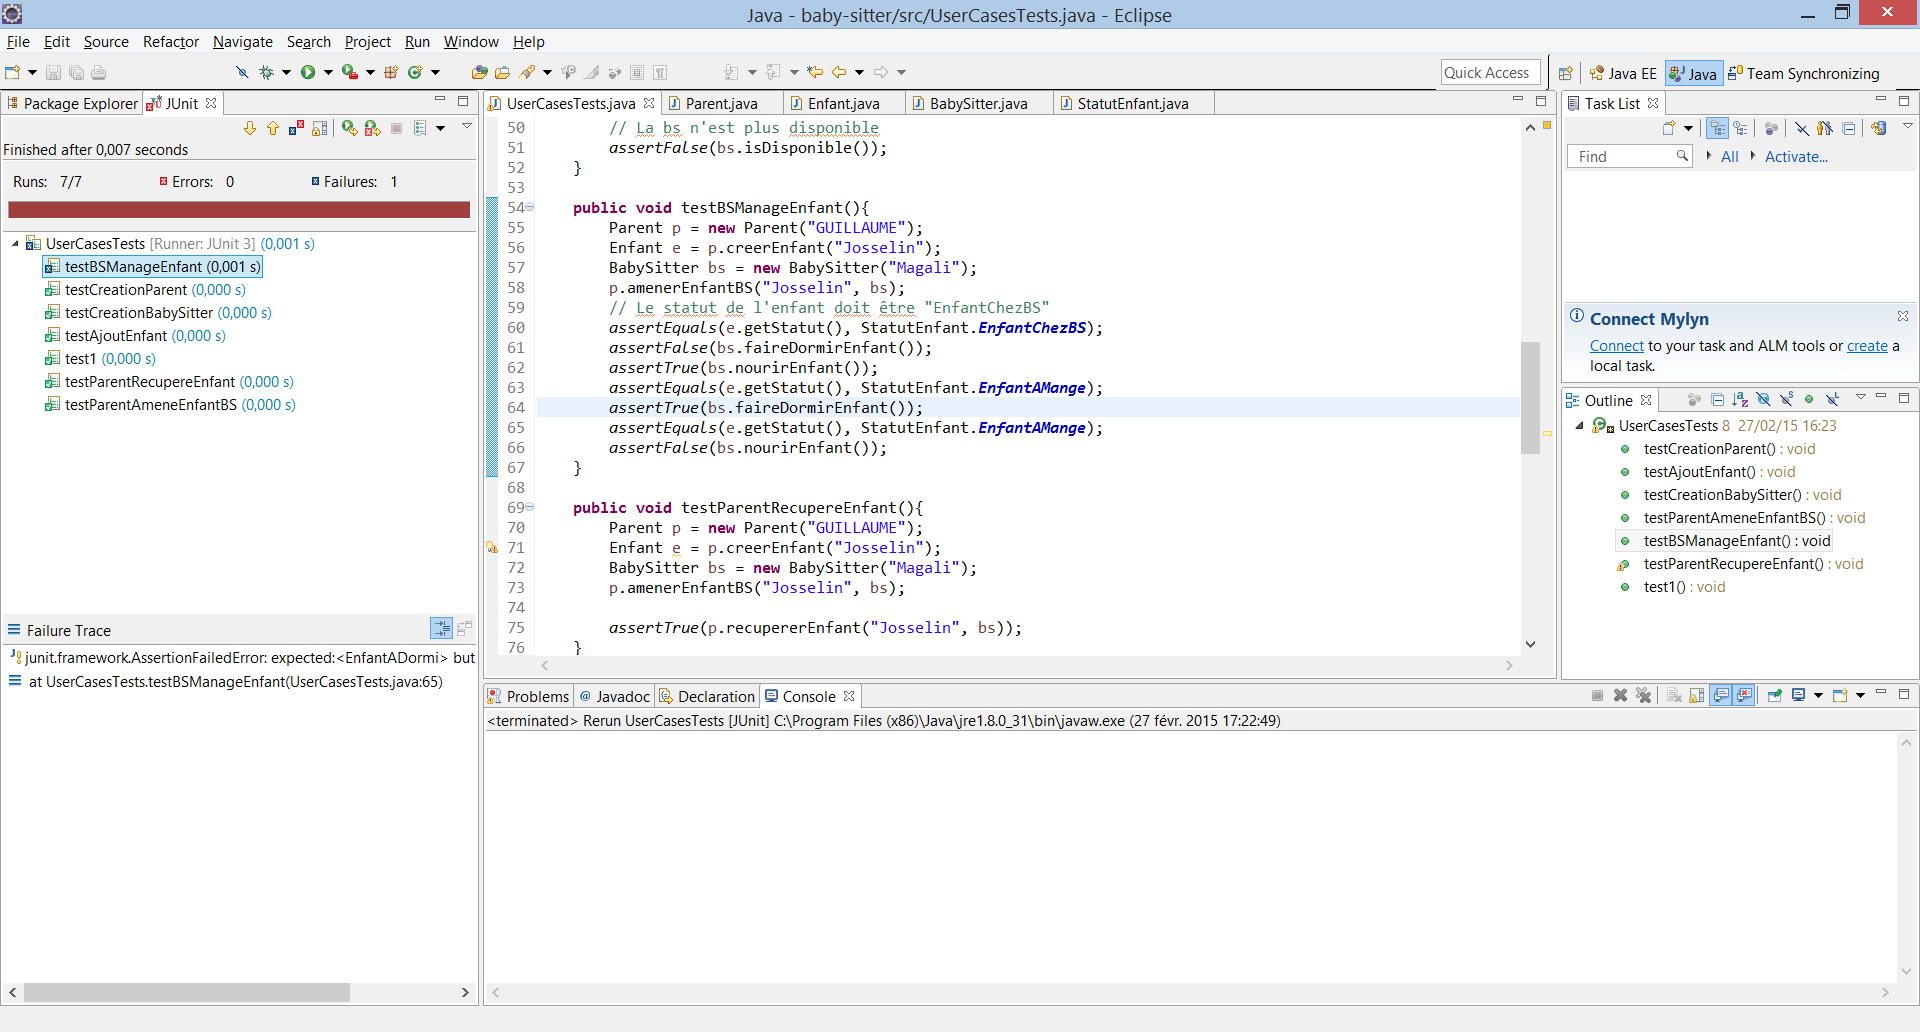 Java - baby-sitter/src/UserCasesTests.java - Eclipse
File Edit Source Refactor Navigate Search Project Run Window Help
Quick Access
Java EE
Java
Team Synchronizing
Package Explorer
JUnit
Finished after 0,007 seconds
Runs: 7/7
Errors: 0
Failures: 1
UserCasesTests [Runner: JUnit 3] (0,001 s)
testBSManageEnfant (0,001 s)
testCreationParent (0,000 s)
testCreationBabySitter (0,000 s)
testAjoutEnfant (0,000 s)
test1 (0,000 s)
testParentRecupereEnfant (0,000 s)
testParentAmeneEnfantBS (0,000 s)
Failure Trace
junit.framework.AssertionFailedError: expected:<EnfantADormi> but
at UserCasesTests.testBSManageEnfant(UserCasesTests.java:65)
UserCasesTests.java
Parent.java
Enfant.java
BabySitter.java
StatutEnfant.java
50 // La bs n'est plus disponible
51 assertFalse(bs.isDisponible());
52 }
53
54 public void testBSManageEnfant(){
55 Parent p = new Parent("GUILLAUME");
56 Enfant e = p.creerEnfant("Josselin");
57 BabySitter bs = new BabySitter("Magali");
58 p.amenerEnfantBS("Josselin", bs);
59 // Le statut de l'enfant doit être "EnfantChezBS"
60 assertEquals(e.getStatut(), StatutEnfant.EnfantChezBS);
61 assertFalse(bs.faireDormirEnfant());
62 assertTrue(bs.nourirEnfant());
63 assertEquals(e.getStatut(), StatutEnfant.EnfantAMange);
64 assertTrue(bs.faireDormirEnfant());
65 assertEquals(e.getStatut(), StatutEnfant.EnfantAMange);
66 assertFalse(bs.nourirEnfant());
67 }
68
69 public void testParentRecupereEnfant(){
70 Parent p = new Parent("GUILLAUME");
71 Enfant e = p.creerEnfant("Josselin");
72 BabySitter bs = new BabySitter("Magali");
73 p.amenerEnfantBS("Josselin", bs);
74
75 assertTrue(p.recupererEnfant("Josselin", bs));
76 }
Problems
@ Javadoc
Declaration
Console
<terminated> Rerun UserCasesTests [JUnit] C:\Program Files (x86)\Java\jre1.8.0_31\bin\javaw.exe (27 févr. 2015 17:22:49)
Task List
Find
All
Activate...
Connect Mylyn
Connect to your task and ALM tools or create a
local task.
Outline
UserCasesTests 8 27/02/15 16:23
testCreationParent() : void
testAjoutEnfant() : void
testCreationBabySitter() : void
testParentAmeneEnfantBS() : void
testBSManageEnfant() : void
testParentRecupereEnfant() : void
test1() : void